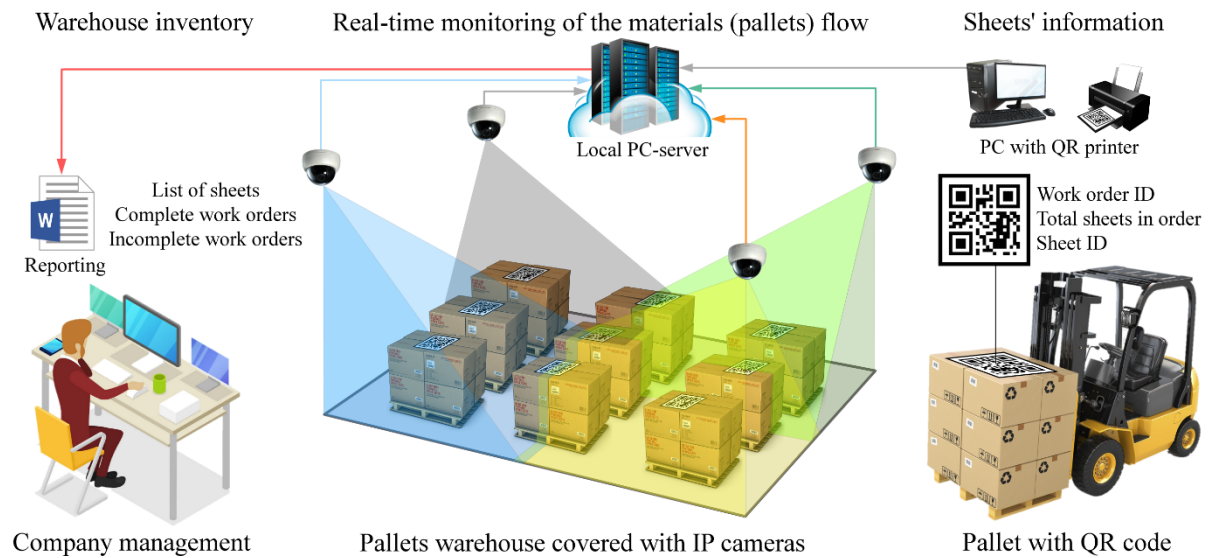 Warehouse inventory
Real-time monitoring of the materials (pallets) flow
Sheets' information
Local PC-server
PC with QR printer
List of sheets
Complete work orders
Incomplete work orders
W
Reporting
Work order ID
Total sheets in order
Sheet ID
Company management
Pallets warehouse covered with IP cameras
Pallet with QR code